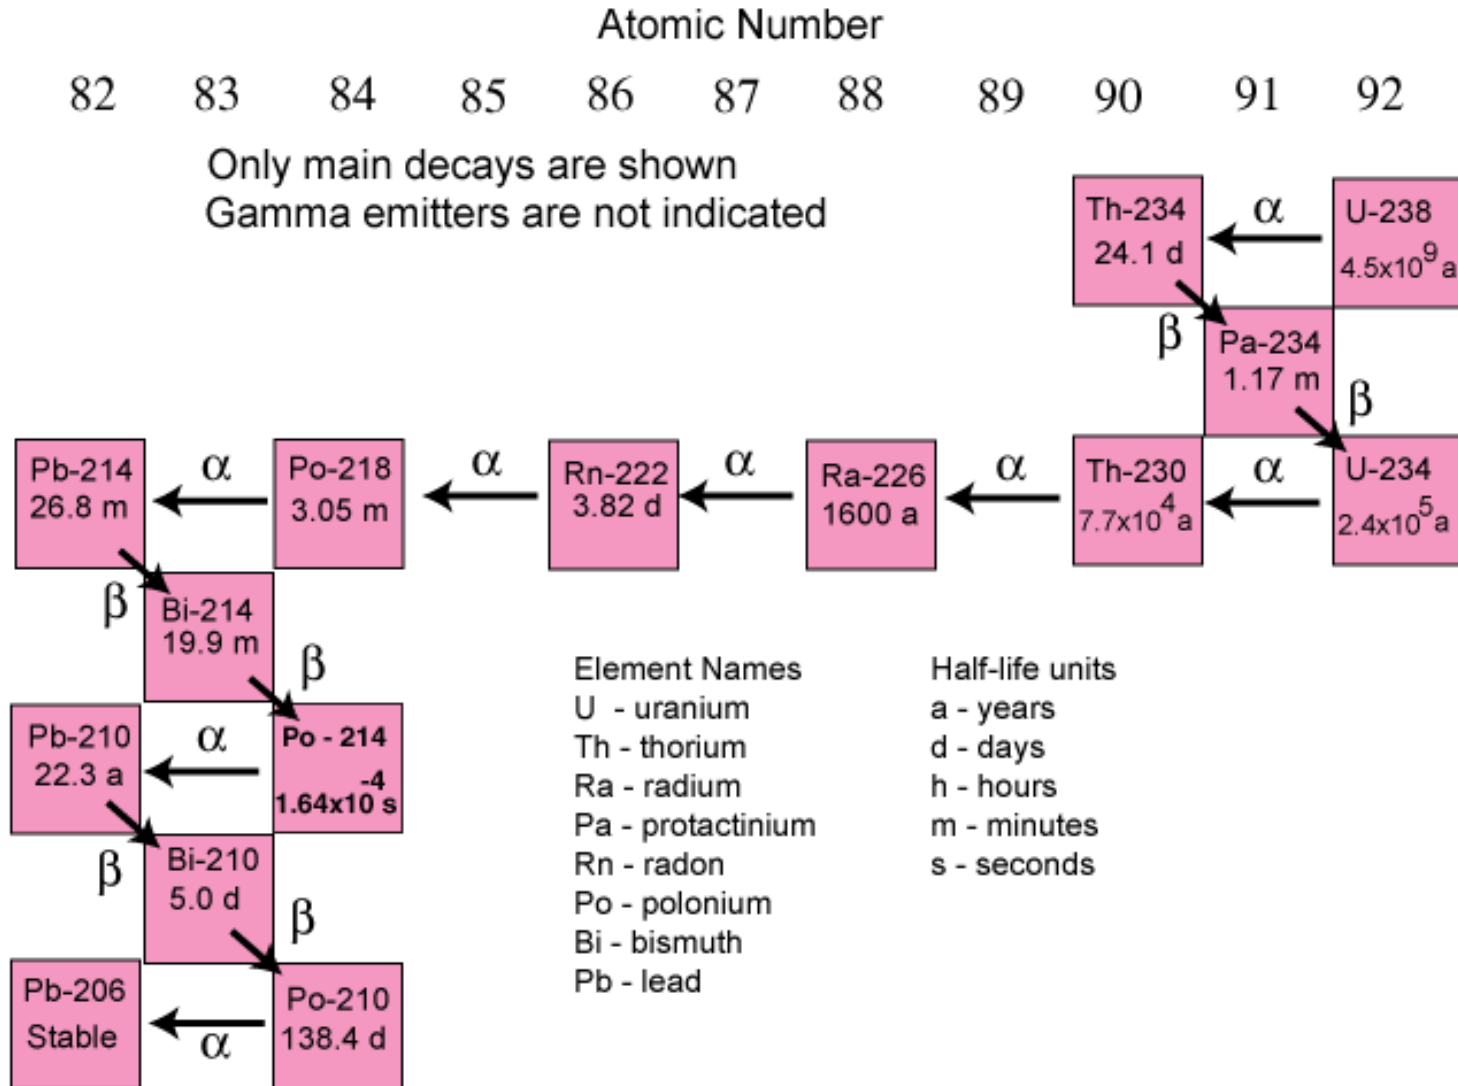 Atomic Number
82 83 84 85 86 87 88 89 90 91 92
Only main decays are shown
Gamma emitters are not indicated
Th-234
24.1 d
α
U-238
4.5x10⁹ a
β
Pa-234
1.17 m
β
Pb-214
26.8 m
α
Po-218
3.05 m
α
Rn-222
3.82 d
α
Ra-226
1600 a
α
Th-230
7.7x10⁴ a
α
U-234
2.4x10⁵ a
β
Bi-214
19.9 m
β
Pb-210
22.3 a
α
Po - 214
1.64x10⁻⁴ s
β
Bi-210
5.0 d
β
Pb-206
Stable
α
Po-210
138.4 d
Element Names
U - uranium
Th - thorium
Ra - radium
Pa - protactinium
Rn - radon
Po - polonium
Bi - bismuth
Pb - lead
Half-life units
a - years
d - days
h - hours
m - minutes
s - seconds